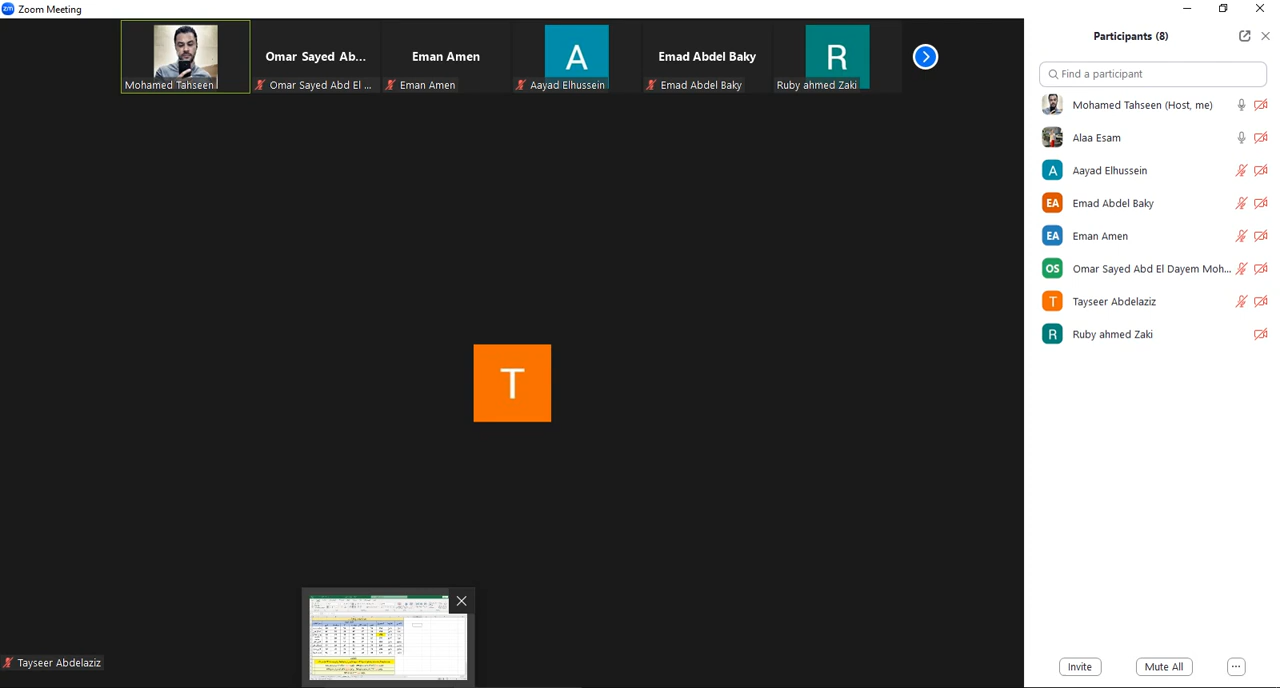 zm Zoom Meeting
Mohamed Tahseen
Omar Sayed Ab...
Omar Sayed Abd El ...
Eman Amen
Eman Amen
A
Aayad Elhussein
Emad Abdel Baky
Emad Abdel Baky
R
Ruby ahmed Zaki
T
Tayseer Abdelaziz
Participants (8)
Find a participant
Mohamed Tahseen (Host, me)
Alaa Esam
A Aayad Elhussein
EA Emad Abdel Baky
EA Eman Amen
OS Omar Sayed Abd El Dayem Moh...
T Tayseer Abdelaziz
R Ruby ahmed Zaki
Invite Mute All ...